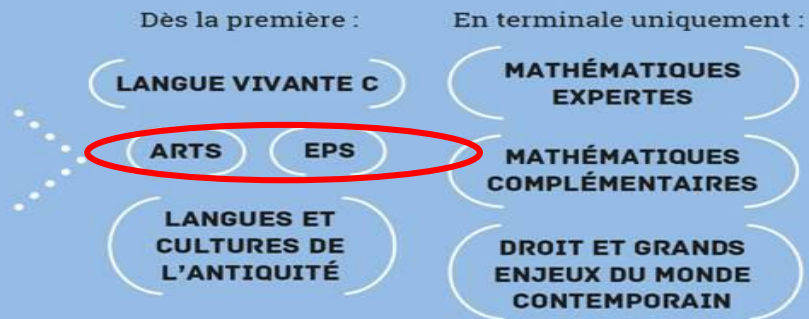 Dès la première :
LANGUE VIVANTE C
ARTS
EPS
LANGUES ET
CULTURES DE
L'ANTIQUITÉ
En terminale uniquement :
MATHÉMATIQUES
EXPERTES
MATHÉMATIQUES
COMPLÉMENTAIRES
DROIT ET GRANDS
ENJEUX DU MONDE
CONTEMPORAIN